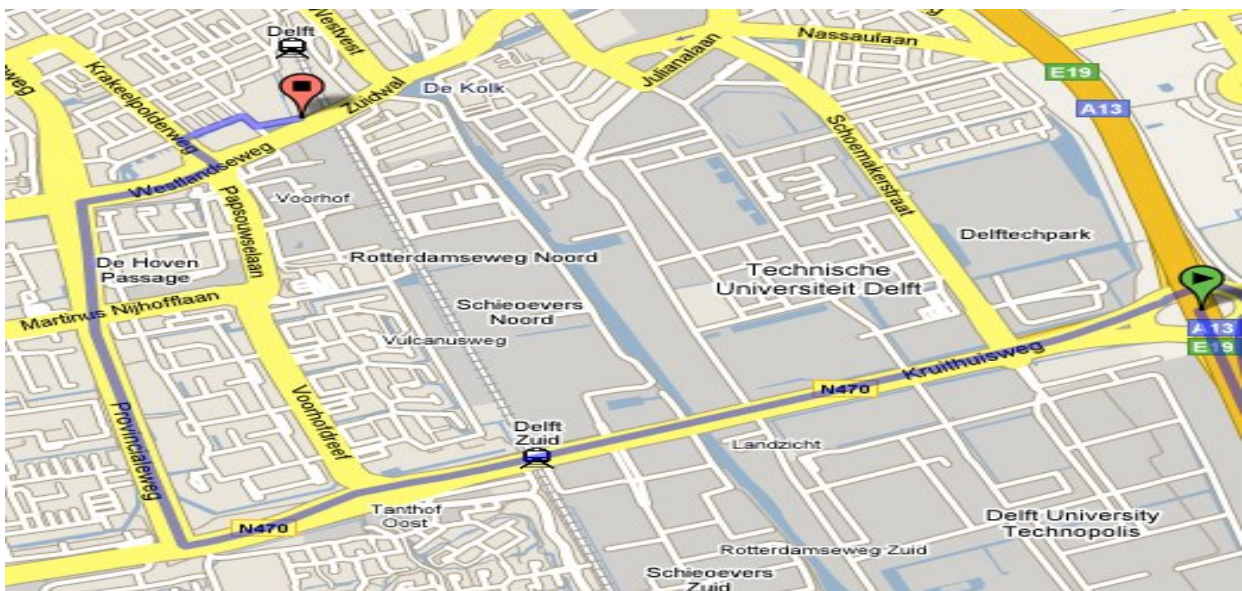 Delft
Westvest
Nassaulaan
weg
Krakeelpolderweg
Julianalaan
E19
A13
De Kolk
Zuidwal
Westlandseweg
Schoemakerstraat
Voorhof
Papsouwselaan
De Hoven
Passage
Rotterdamseweg Noord
Delftechpark
Technische
Universiteit Delft
Schieoevers
Noord
Martinus Nijhofflaan
Vulcanusweg
A13
E19
Kruithuisweg
N470
Voorhofdreef
Provincialeweg
Delft
Zuid
Landzicht
Tanthof
Oost
N470
Delft University
Technopolis
Rotterdamseweg Zuid
Schieoevers
Zuid